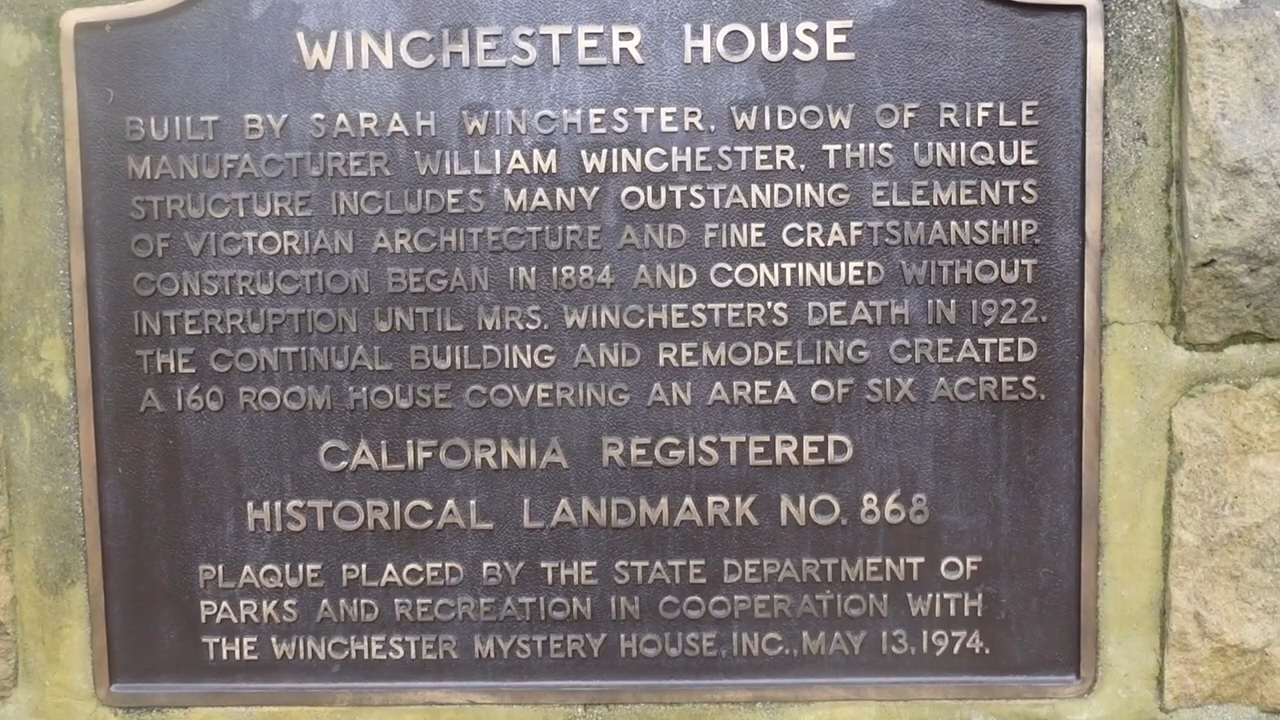 WINCHESTER HOUSE
BUILT BY SARAH WINCHESTER, WIDOW OF RIFLE
MANUFACTURER WILLIAM WINCHESTER, THIS UNIQUE
STRUCTURE INCLUDES MANY OUTSTANDING ELEMENTS
OF VICTORIAN ARCHITECTURE AND FINE CRAFTSMANSHIP.
CONSTRUCTION BEGAN IN 1884 AND CONTINUED WITHOUT
INTERRUPTION UNTIL MRS. WINCHESTER'S DEATH IN 1922.
THE CONTINUAL BUILDING AND REMODELING CREATED
A 160 ROOM HOUSE COVERING AN AREA OF SIX ACRES.
CALIFORNIA REGISTERED
HISTORICAL LANDMARK NO. 868
PLAQUE PLACED BY THE STATE DEPARTMENT OF
PARKS AND RECREATION IN COOPERATION WITH
THE WINCHESTER MYSTERY HOUSE, INC., MAY 13, 1974.